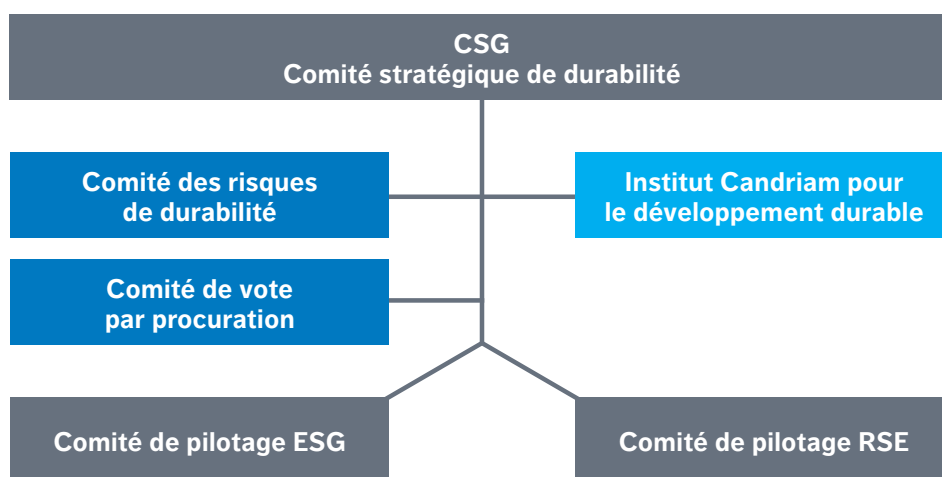 CSG
Comité stratégique de durabilité
Comité des risques
de durabilité
Institut Candriam pour
le développement durable
Comité de vote
par procuration
Comité de pilotage ESG
Comité de pilotage RSE